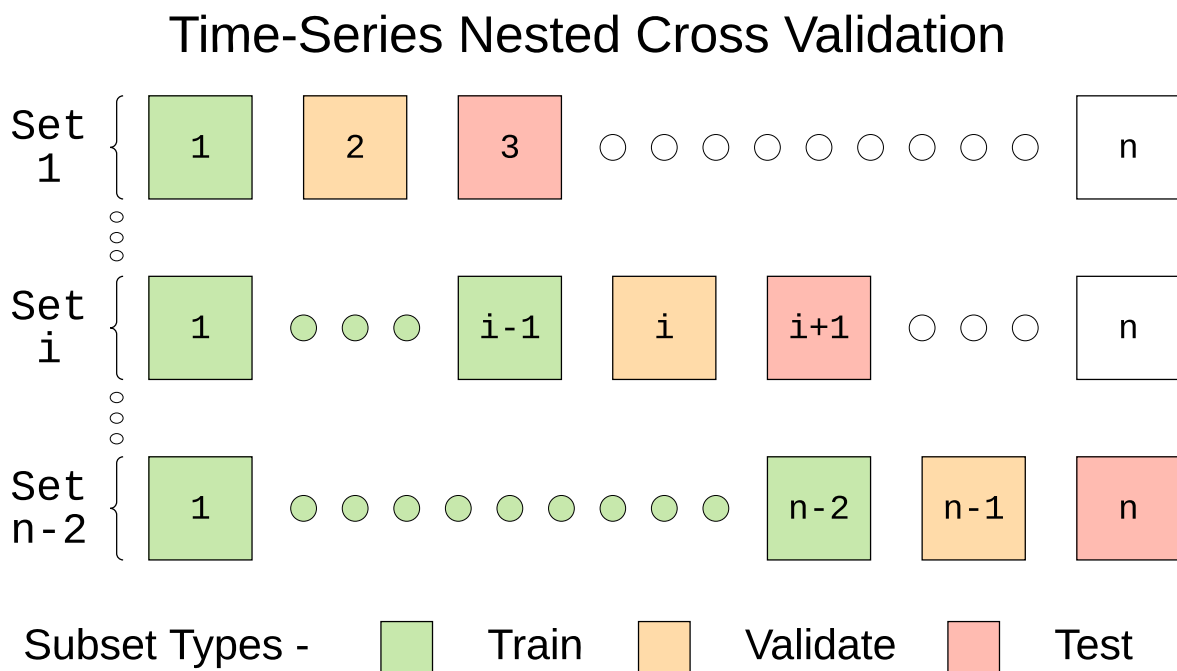 Time-Series Nested Cross Validation
Set
1
1 2 3 n
Set
i
1 i-1 i i+1 n
Set
n-2
1 n-2 n-1 n
Subset Types - Train Validate Test